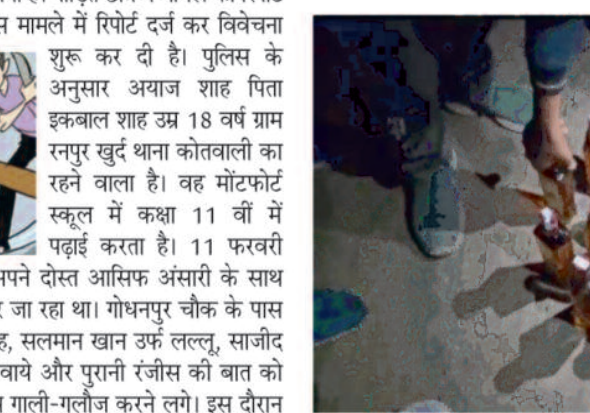 मामले में रिपोर्ट दर्ज कर विवेचना
शुरू कर दी है। पुलिस के
अनुसार अयाज शाह पिता
इकबाल शाह उम्र 18 वर्ष ग्राम
रनपुर खुर्द थाना कोतवाली का
रहने वाला है। वह मोंटफोर्ट
स्कूल में कक्षा 11 वीं में
पढ़ाई करता है। 11 फरवरी
दोस्त आसिफ अंसारी के साथ
जा रहा था। गोधनपुर चौक के पास
सलमान खान उर्फ लल्लू, साजीद
और पुरानी रंजीस की बात को
गाली-गलौज करने लगे। इस दौरान